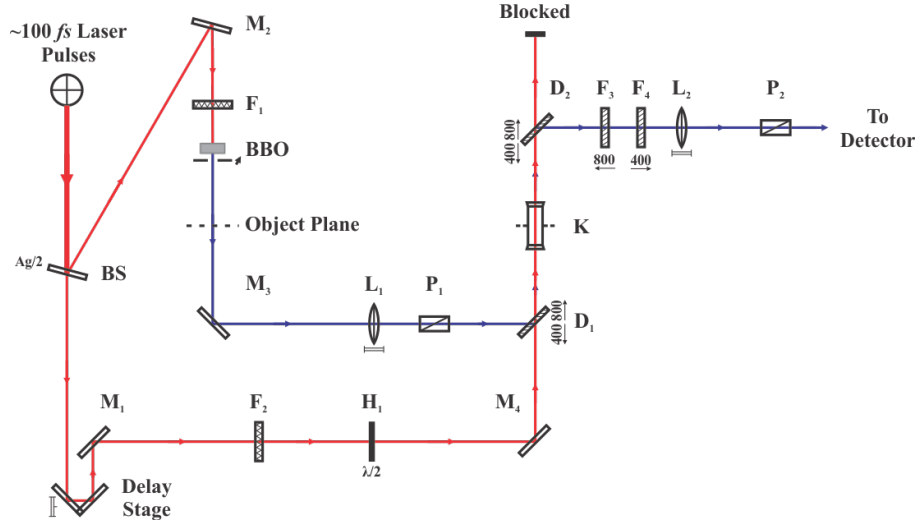 ~100 fs Laser
Pulses
M₂
F₁
BBO
Object Plane
Ag/2
BS
M₃
L₁
P₁
D₁
400 800
K
Blocked
D₂
400 800
F₃
F₄
L₂
P₂
800
400
To
Detector
M₁
F₂
H₁
λ/2
M₄
Delay
Stage